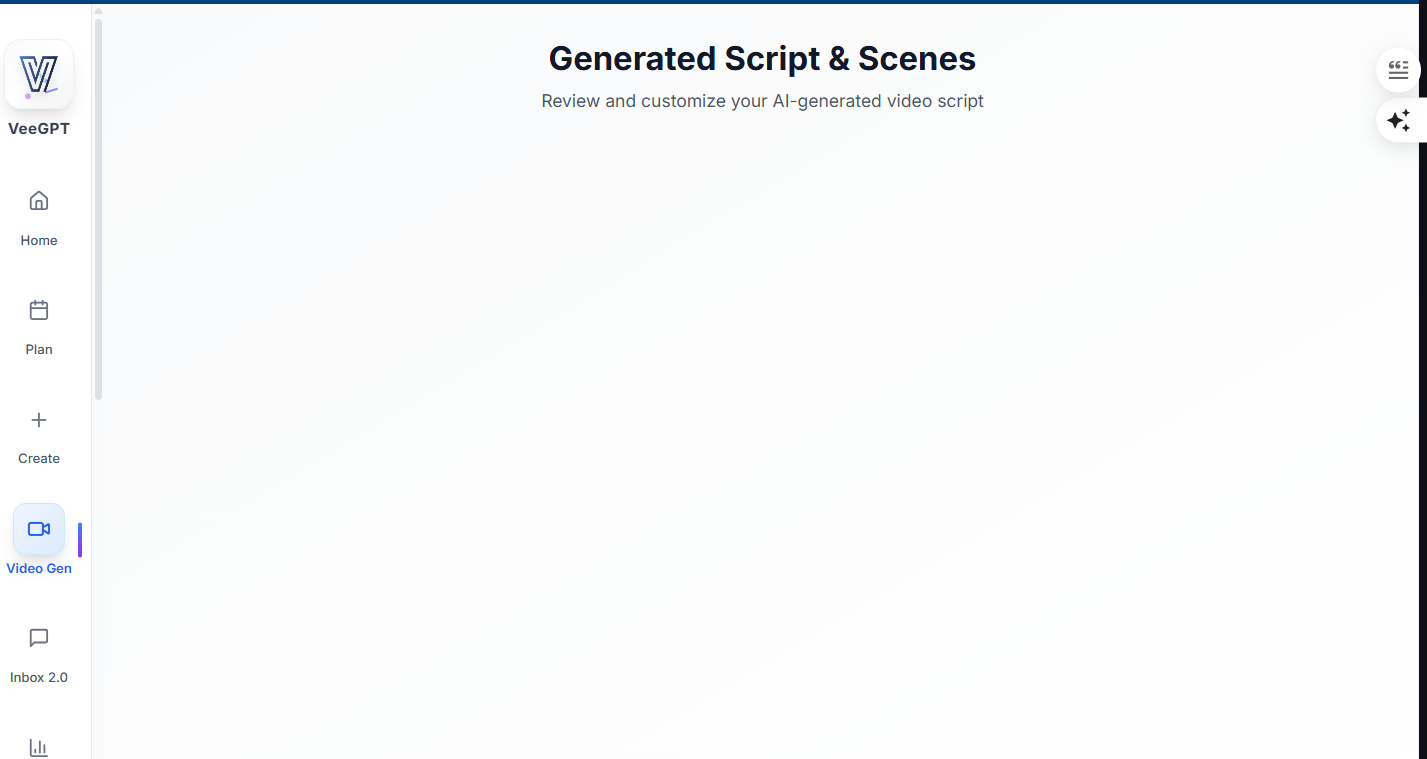 Generated Script & Scenes
Review and customize your AI-generated video script
VeeGPT
Home
Plan
Create
Video Gen
Inbox 2.0